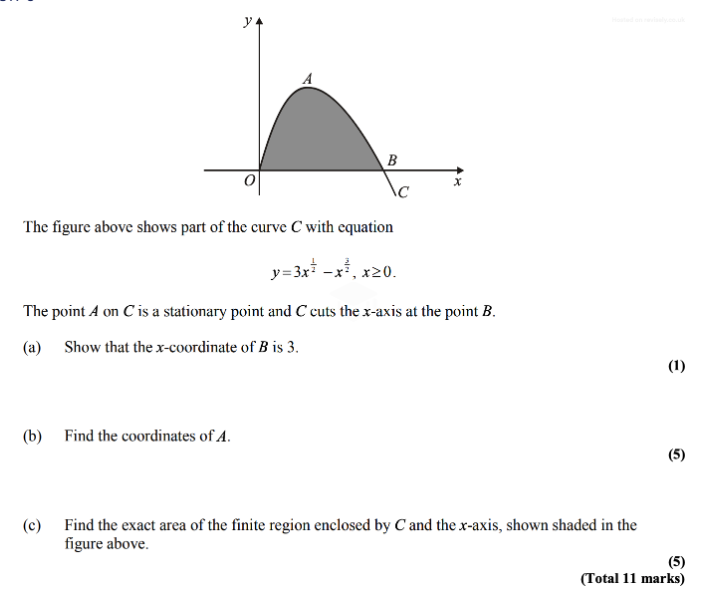 y
A
B
O
x
C
The figure above shows part of the curve C with equation
y = 3x^{1/2} − x^{3/2}, x ≥ 0.
The point A on C is a stationary point and C cuts the x-axis at the point B.
(a) Show that the x-coordinate of B is 3.
(1)
(b) Find the coordinates of A.
(5)
(c) Find the exact area of the finite region enclosed by C and the x-axis, shown shaded in the
figure above.
(5)
(Total 11 marks)